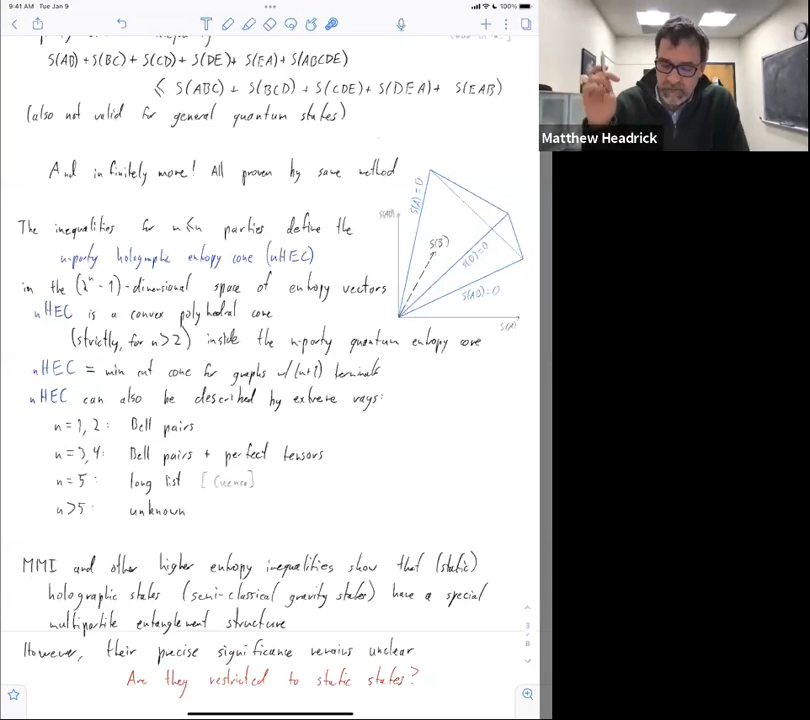 9:41 AM Tue Jan 9
100%
S(AB) + S(BC) + S(CD) + S(DE) + S(EA) + S(ABCDE)
≤ S(ABC) + S(BCD) + S(CDE) + S(DEA) + S(EAB)
(also not valid for general quantum states)
And infinitely more! All proven by same method
The inequalities for n≤n parties define the
n-party holographic entropy cone (nHEC)
in the (2ⁿ-1)-dimensional space of entropy vectors
nHEC is a convex polyhedral cone
(strictly, for n>2) inside the n-party quantum entropy cone
nHEC = min cut cone for graphs w/ (n+1) terminals
nHEC can also be described by extreme rays:
n=1,2: Bell pairs
n=3,4: Bell pairs + perfect tensors
n=5: long list [Cuenca]
n>5: unknown
S(AB)
S(A)=0
S(B)
S(B)=0
S(AB)=0
S(A)
MMI and other higher entropy inequalities show that (static)
holographic states (semi-classical gravity states) have a special
multipartite entanglement structure
However, their precise significance remains unclear
Are they restricted to static states?
3
8
Matthew Headrick